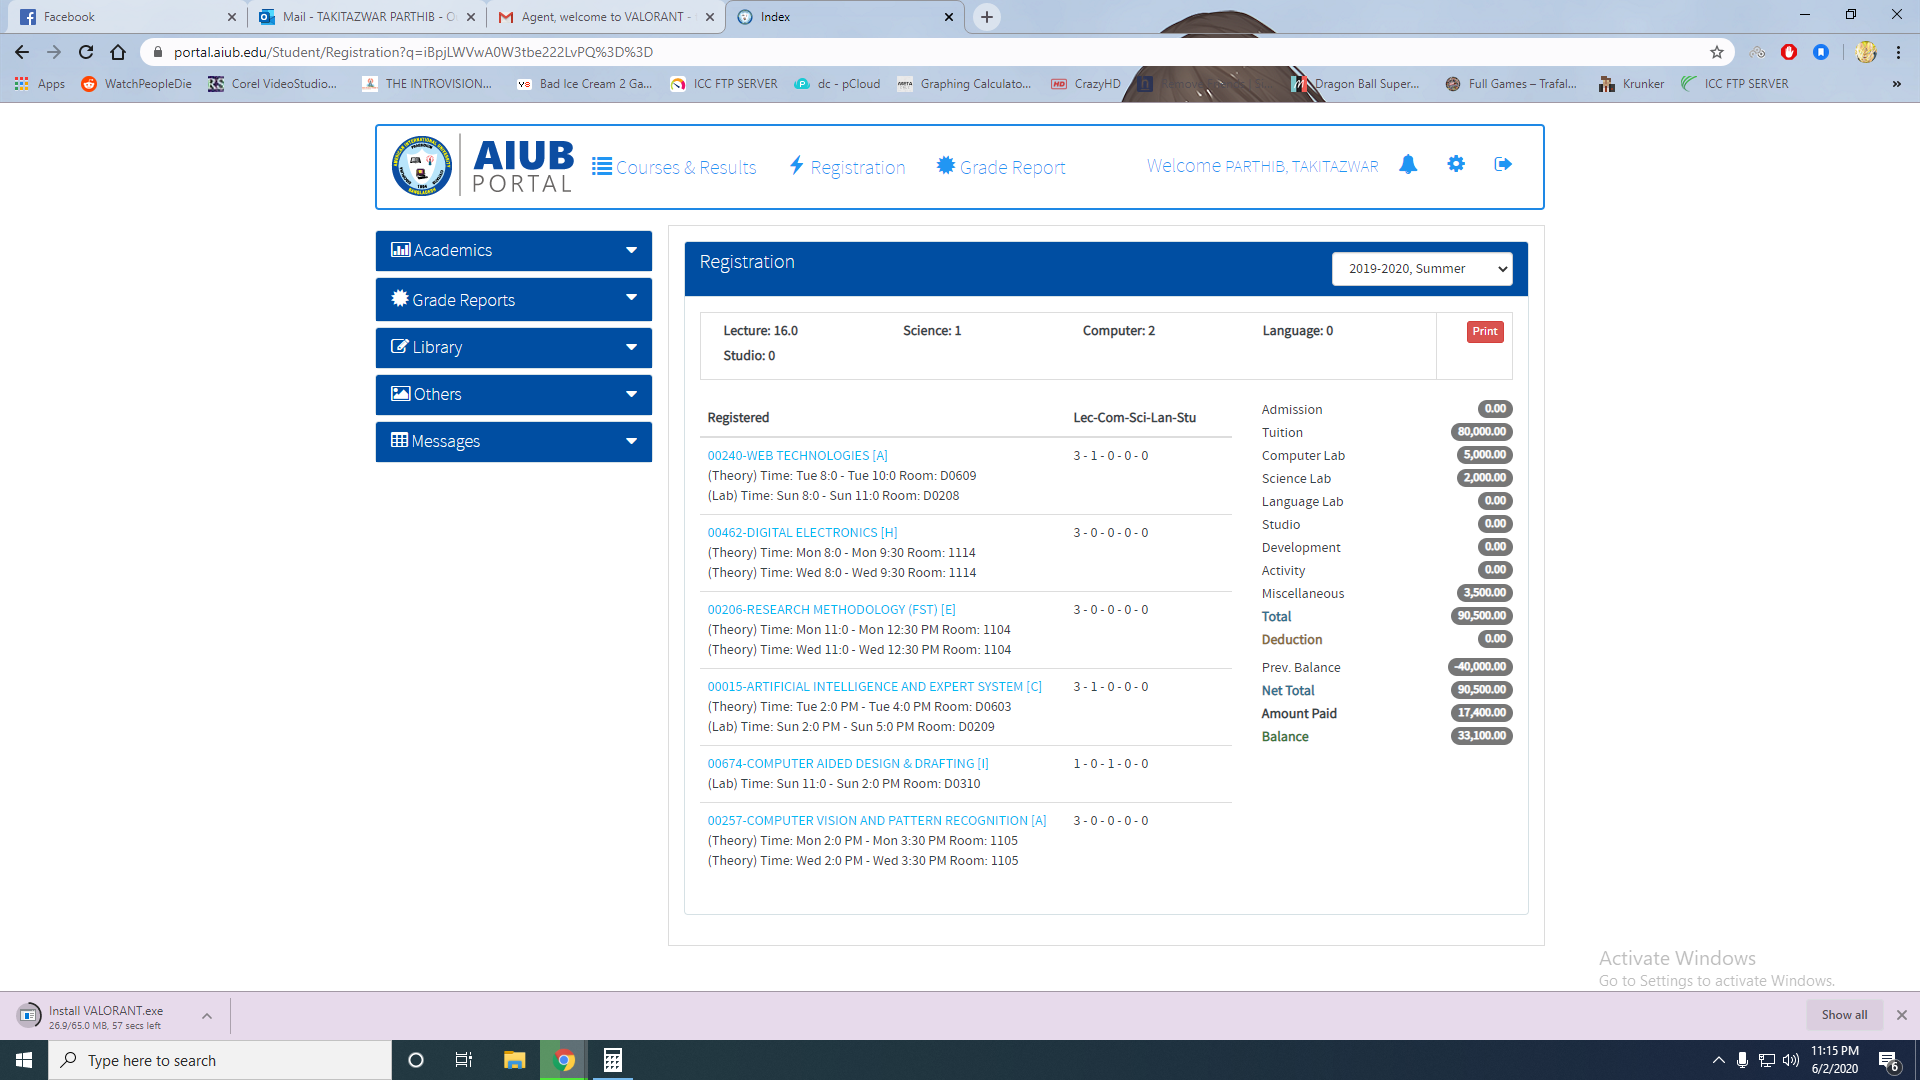 Facebook
Mail - TAKITAZWAR PARTHIB - O
Agent, welcome to VALORANT -
Index
portal.aiub.edu/Student/Registration?q=iBpjLWVwA0W3tbe222LvPQ%3D%3D
Apps
WatchPeopleDie
Corel VideoStudio...
THE INTROVISION...
Bad Ice Cream 2 Ga...
ICC FTP SERVER
dc - pCloud
Graphing Calculato...
CrazyHD
Dragon Ball Super...
Full Games – Trafal...
Krunker
ICC FTP SERVER
»
AIUB
PORTAL
Courses & Results
Registration
Grade Report
Welcome PARTHIB, TAKITAZWAR
Academics
Grade Reports
Library
Others
Messages
Registration
2019-2020, Summer
Lecture: 16.0
Science: 1
Computer: 2
Language: 0
Studio: 0
Print
Registered
Lec-Com-Sci-Lan-Stu
00240-WEB TECHNOLOGIES [A]
3 - 1 - 0 - 0 - 0
(Theory) Time: Tue 8:0 - Tue 10:0 Room: D0609
(Lab) Time: Sun 8:0 - Sun 11:0 Room: D0208
00462-DIGITAL ELECTRONICS [H]
3 - 0 - 0 - 0 - 0
(Theory) Time: Mon 8:0 - Mon 9:30 Room: 1114
(Theory) Time: Wed 8:0 - Wed 9:30 Room: 1114
00206-RESEARCH METHODOLOGY (FST) [E]
3 - 0 - 0 - 0 - 0
(Theory) Time: Mon 11:0 - Mon 12:30 PM Room: 1104
(Theory) Time: Wed 11:0 - Wed 12:30 PM Room: 1104
00015-ARTIFICIAL INTELLIGENCE AND EXPERT SYSTEM [C]
3 - 1 - 0 - 0 - 0
(Theory) Time: Tue 2:0 PM - Tue 4:0 PM Room: D0603
(Lab) Time: Sun 2:0 PM - Sun 5:0 PM Room: D0209
00674-COMPUTER AIDED DESIGN & DRAFTING [I]
1 - 0 - 1 - 0 - 0
(Lab) Time: Sun 11:0 - Sun 2:0 PM Room: D0310
00257-COMPUTER VISION AND PATTERN RECOGNITION [A]
3 - 0 - 0 - 0 - 0
(Theory) Time: Mon 2:0 PM - Mon 3:30 PM Room: 1105
(Theory) Time: Wed 2:0 PM - Wed 3:30 PM Room: 1105
Admission 0.00
Tuition 80,000.00
Computer Lab 5,000.00
Science Lab 2,000.00
Language Lab 0.00
Studio 0.00
Development 0.00
Activity 0.00
Miscellaneous 3,500.00
Total 90,500.00
Deduction 0.00
Prev. Balance -40,000.00
Net Total 90,500.00
Amount Paid 17,400.00
Balance 33,100.00
Activate Windows
Go to Settings to activate Windows.
Install VALORANT.exe
26.9/65.0 MB, 57 secs left
Show all
Type here to search
11:15 PM
6/2/2020
6